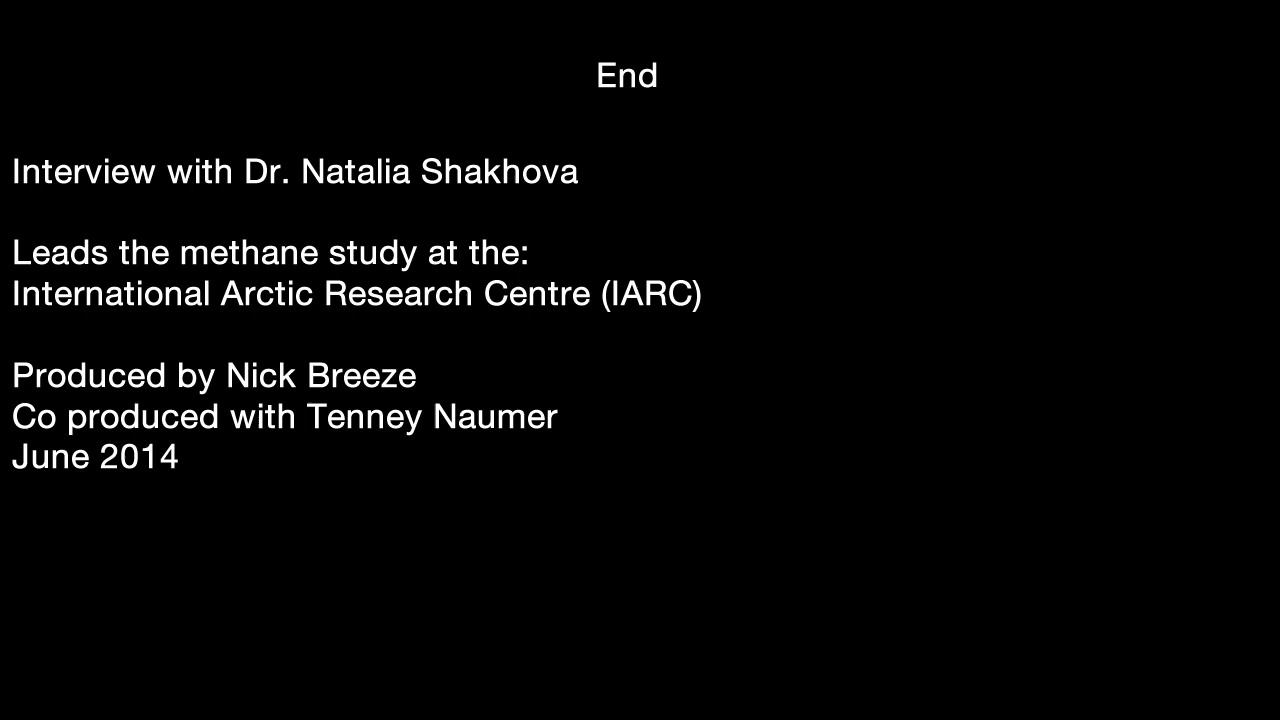 End
Interview with Dr. Natalia Shakhova
Leads the methane study at the:
International Arctic Research Centre (IARC)
Produced by Nick Breeze
Co produced with Tenney Naumer
June 2014